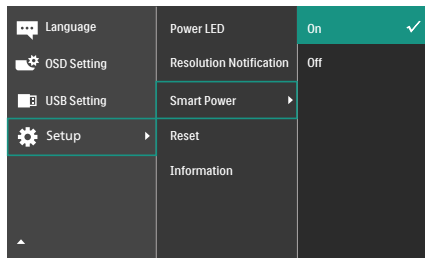 Language
OSD Setting
USB Setting
Setup
Power LED
Resolution Notification
Smart Power
Reset
Information
On
Off